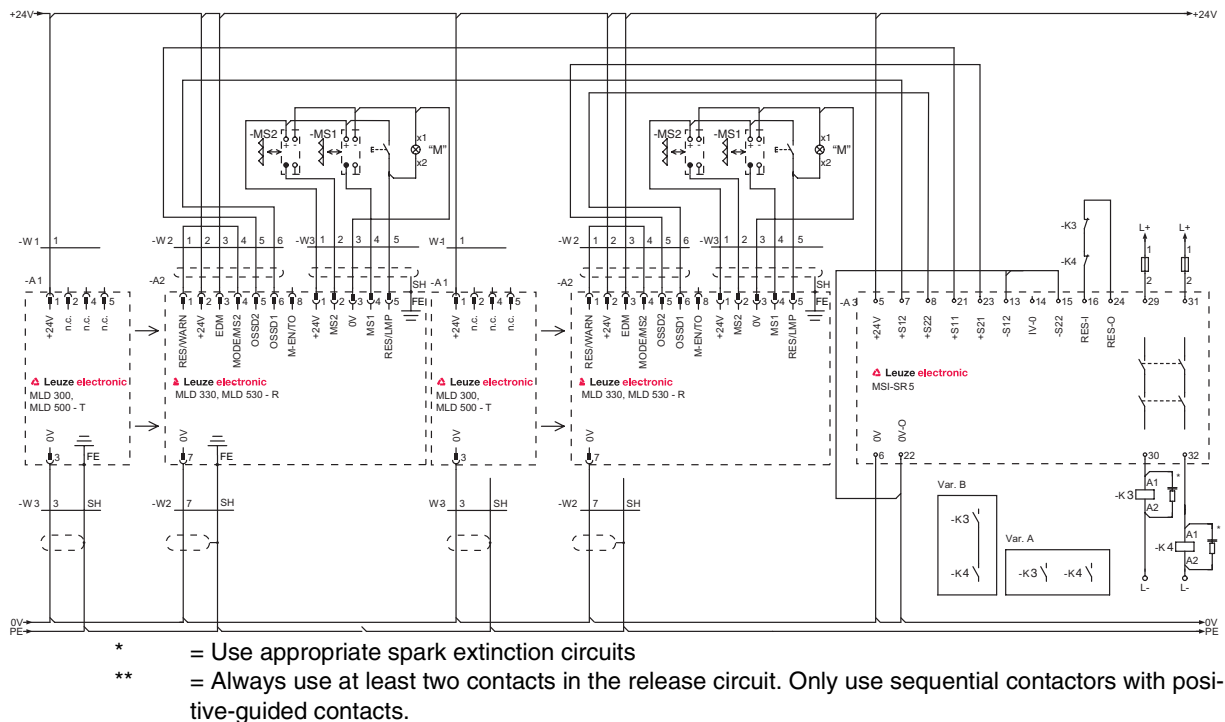 +24V +24V
-MS2 -MS1 x1 "M" x2
-MS2 -MS1 x1 "M" x2
-K3 L+ L+
-K4 1 1
2 2
-W1 1
-W2 1 2 3 4 5 6
-W3 1 2 3 4 5
W-1 1
-W2 1 2 3 4 5 6
-W3 1 2 3 4 5
-A1 1 2 4 5
+24V n.c. n.c. n.c.
-A2 1 2 3 4 5 6 8 1 2 3 4 5 SH FE
RES/WARN +24V EDM MODE/MS2 OSSD2 OSSD1 M-EN/TO +24V MS2 0V MS1 RES/LMP
-A1 1 2 4 5
+24V n.c. n.c. n.c.
-A2 1 2 3 4 5 6 8 1 2 3 4 5 SH FE
RES/WARN +24V EDM MODE/MS2 OSSD2 OSSD1 M-EN/TO +24V MS2 0V MS1 RES/LMP
-A3 5 7 8 21 23 13 14 15 16 24 29 31
+24V +S12 +S22 +S11 +S21 -S12 IV-0 -S22 RES-I RES-O
Leuze electronic
MLD 300,
MLD 500 - T
Leuze electronic
MLD 330, MLD 530 - R
Leuze electronic
MLD 300,
MLD 500 - T
Leuze electronic
MLD 330, MLD 530 - R
Leuze electronic
MSI-SR5
0V 3 FE
0V 7 FE
0V 3
0V 7
0V 0V-O
6 22 30 32
-W3 3 SH
-W2 7 SH
W-3 3 SH
-W2 7 SH
Var. B
-K3
-K4
Var. A
-K3 -K4
-K3 A1 A2 *
-K4 A1 A2 *
L- L-
0V 0V
PE PE
* = Use appropriate spark extinction circuits
** = Always use at least two contacts in the release circuit. Only use sequential contactors with posi-
tive-guided contacts.